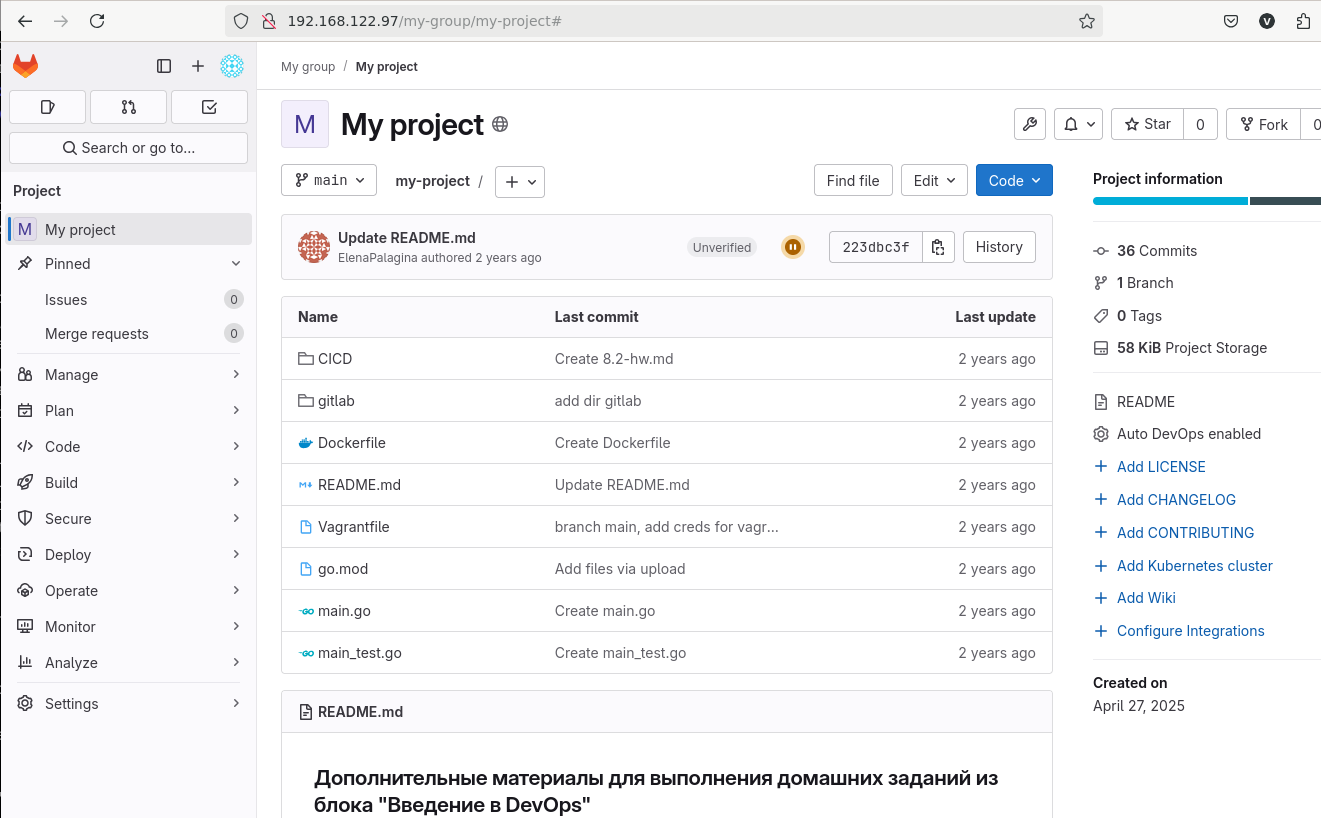 192.168.122.97/my-group/my-project#
V
My group / My project
Search or go to...
Project
M My project
Pinned
Issues 0
Merge requests 0
Manage
Plan
Code
Build
Secure
Deploy
Operate
Monitor
Analyze
Settings
M My project
Star 0
Fork 0
main my-project / +
Find file Edit Code
Update README.md
ElenaPalagina authored 2 years ago
Unverified
223dbc3f
History
Name Last commit Last update
CICD Create 8.2-hw.md 2 years ago
gitlab add dir gitlab 2 years ago
Dockerfile Create Dockerfile 2 years ago
README.md Update README.md 2 years ago
Vagrantfile branch main, add creds for vagr... 2 years ago
go.mod Add files via upload 2 years ago
main.go Create main.go 2 years ago
main_test.go Create main_test.go 2 years ago
README.md
Дополнительные материалы для выполнения домашних заданий из
блока "Введение в DevOps"
Project information
36 Commits
1 Branch
0 Tags
58 KiB Project Storage
README
Auto DevOps enabled
+ Add LICENSE
+ Add CHANGELOG
+ Add CONTRIBUTING
+ Add Kubernetes cluster
+ Add Wiki
+ Configure Integrations
Created on
April 27, 2025